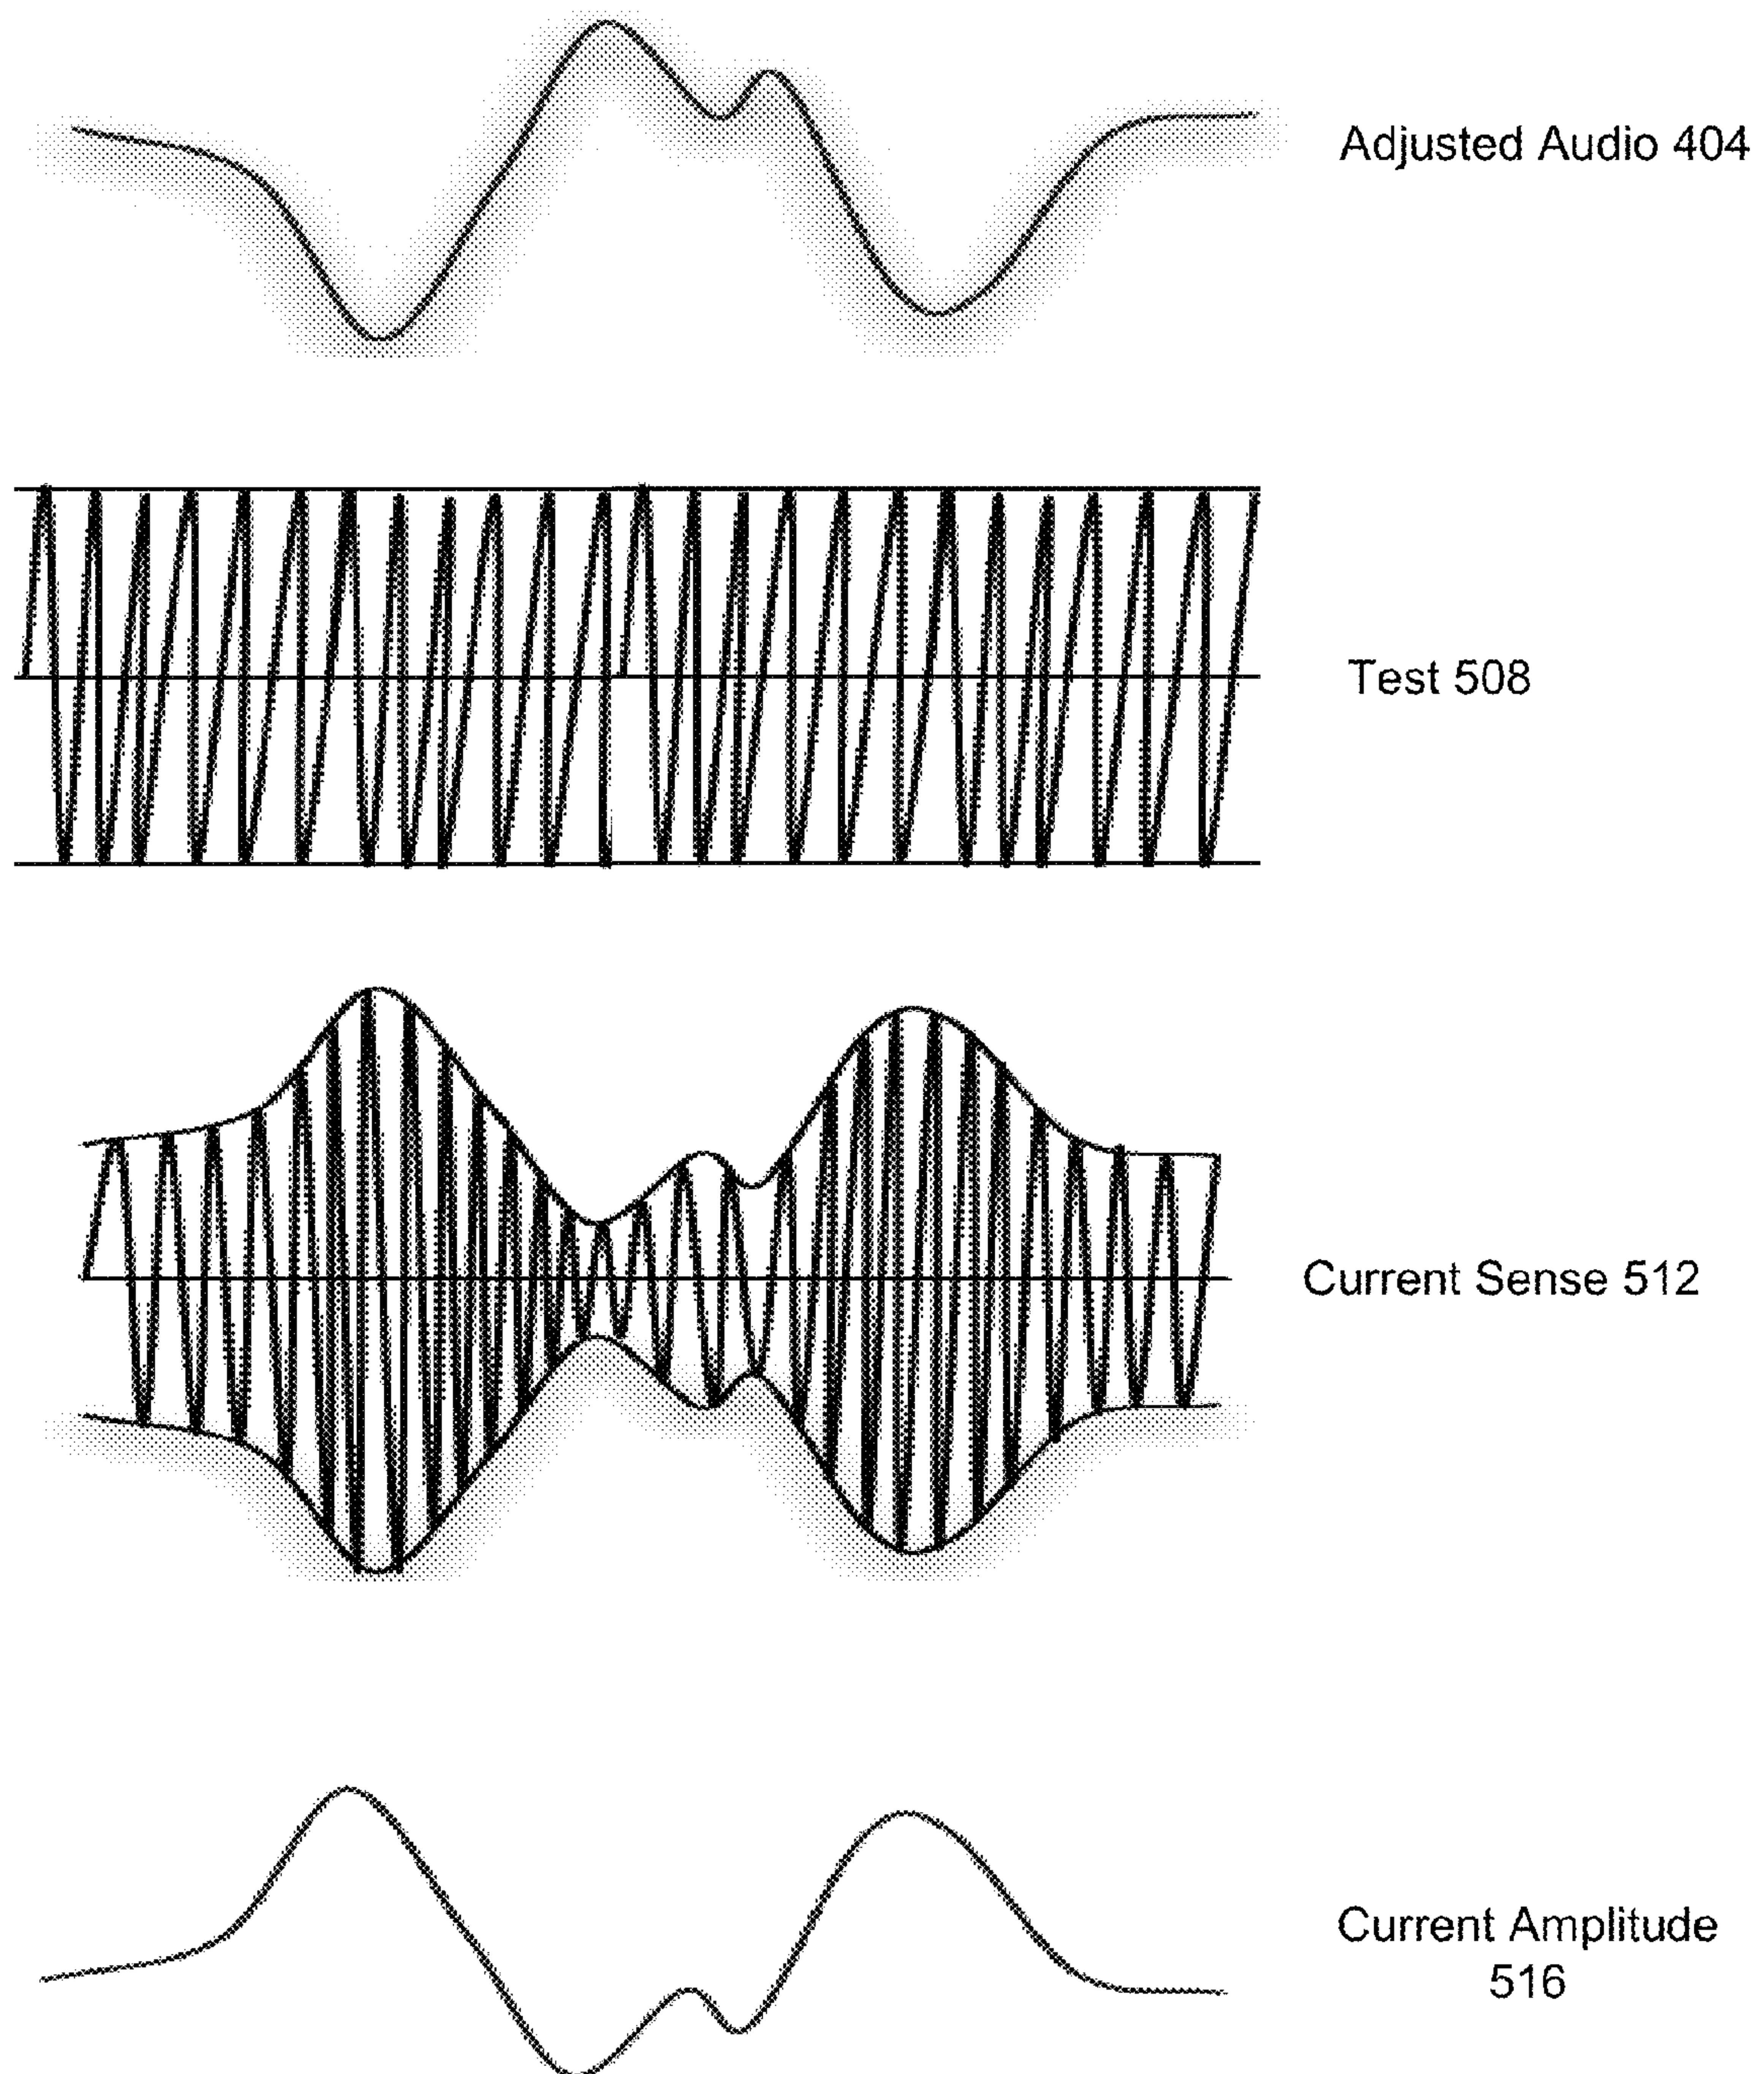 Adjusted Audio 404
Test 508
Current Sense 512
Current Amplitude
516